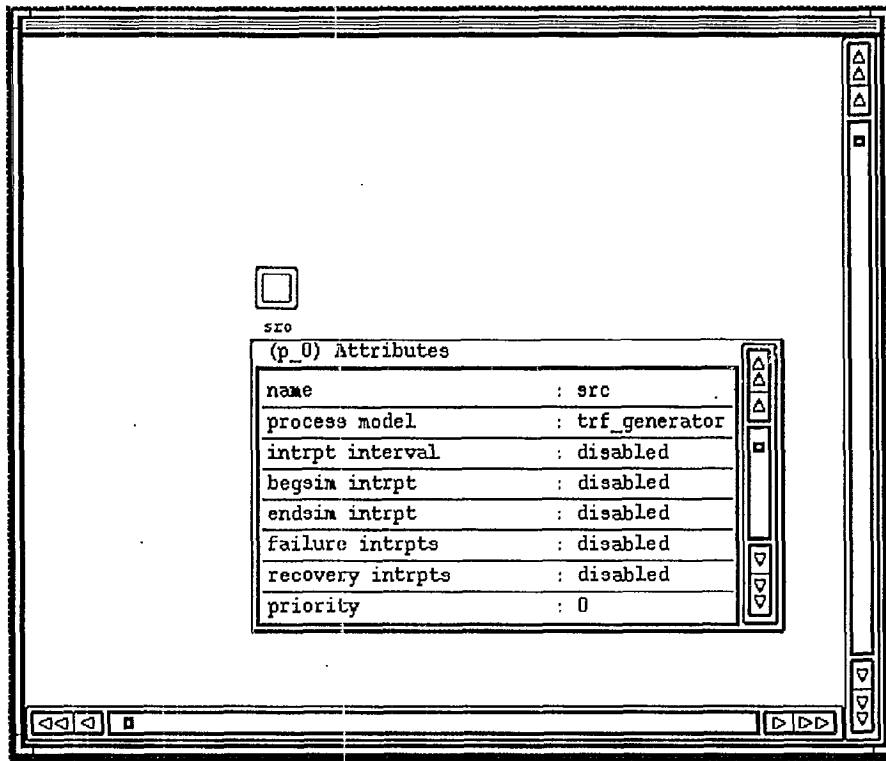 src
(p_0) Attributes
name : src
process model : trf_generator
intrpt interval : disabled
begsim intrpt : disabled
endsim intrpt : disabled
failure intrpts : disabled
recovery intrpts : disabled
priority : 0